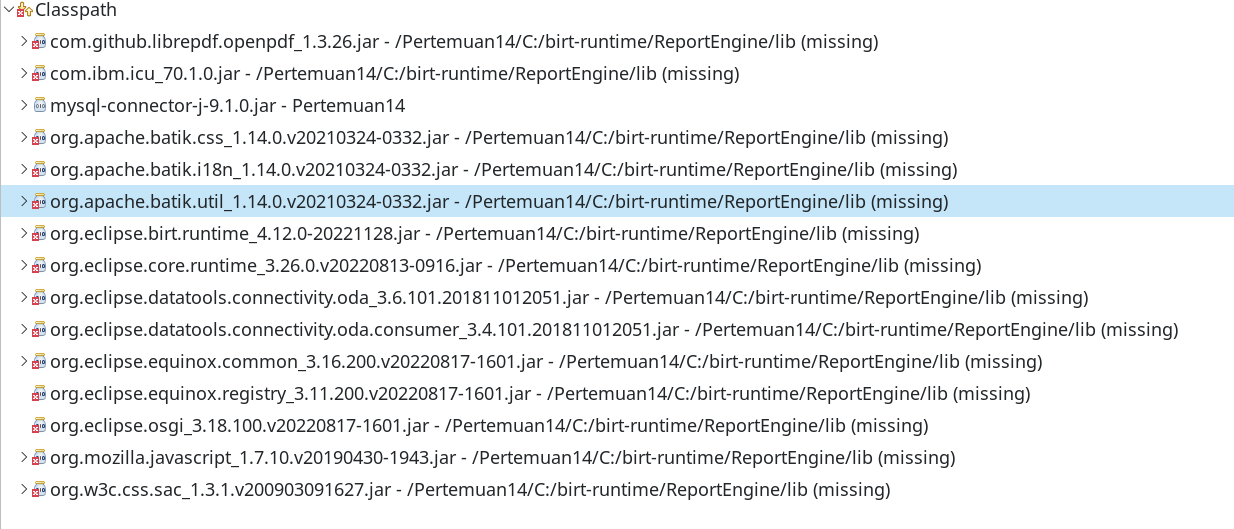 Classpath
com.github.librepdf.openpdf_1.3.26.jar - /Pertemuan14/C:/birt-runtime/ReportEngine/lib (missing)
com.ibm.icu_70.1.0.jar - /Pertemuan14/C:/birt-runtime/ReportEngine/lib (missing)
mysql-connector-j-9.1.0.jar - Pertemuan14
org.apache.batik.css_1.14.0.v20210324-0332.jar - /Pertemuan14/C:/birt-runtime/ReportEngine/lib (missing)
org.apache.batik.i18n_1.14.0.v20210324-0332.jar - /Pertemuan14/C:/birt-runtime/ReportEngine/lib (missing)
org.apache.batik.util_1.14.0.v20210324-0332.jar - /Pertemuan14/C:/birt-runtime/ReportEngine/lib (missing)
org.eclipse.birt.runtime_4.12.0-20221128.jar - /Pertemuan14/C:/birt-runtime/ReportEngine/lib (missing)
org.eclipse.core.runtime_3.26.0.v20220813-0916.jar - /Pertemuan14/C:/birt-runtime/ReportEngine/lib (missing)
org.eclipse.datatools.connectivity.oda_3.6.101.201811012051.jar - /Pertemuan14/C:/birt-runtime/ReportEngine/lib (missing)
org.eclipse.datatools.connectivity.oda.consumer_3.4.101.201811012051.jar - /Pertemuan14/C:/birt-runtime/ReportEngine/lib (missing)
org.eclipse.equinox.common_3.16.200.v20220817-1601.jar - /Pertemuan14/C:/birt-runtime/ReportEngine/lib (missing)
org.eclipse.equinox.registry_3.11.200.v20220817-1601.jar - /Pertemuan14/C:/birt-runtime/ReportEngine/lib (missing)
org.eclipse.osgi_3.18.100.v20220817-1601.jar - /Pertemuan14/C:/birt-runtime/ReportEngine/lib (missing)
org.mozilla.javascript_1.7.10.v20190430-1943.jar - /Pertemuan14/C:/birt-runtime/ReportEngine/lib (missing)
org.w3c.css.sac_1.3.1.v200903091627.jar - /Pertemuan14/C:/birt-runtime/ReportEngine/lib (missing)